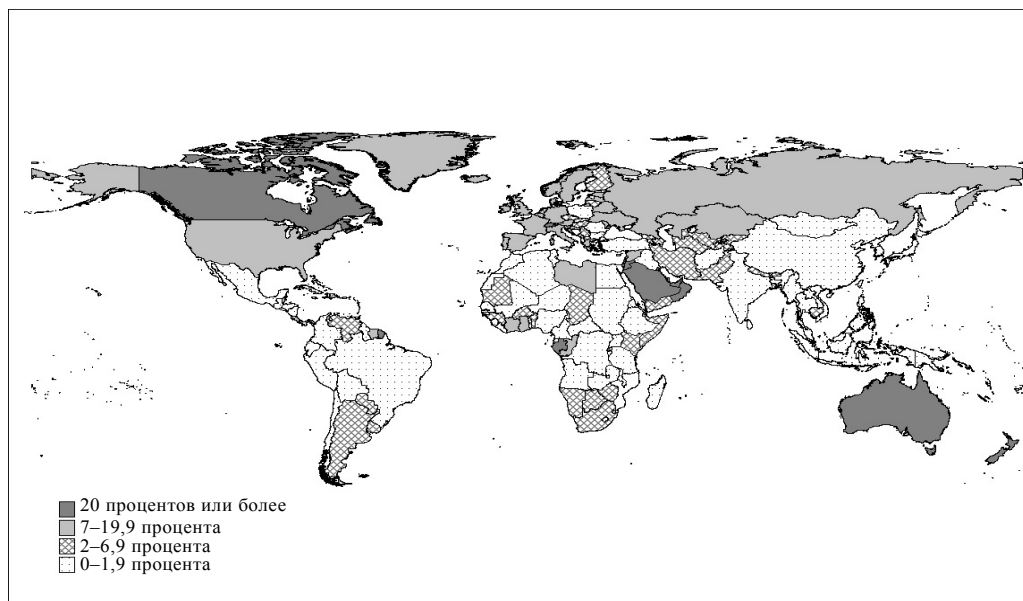 20 процентов или более
7–19,9 процента
2–6,9 процента
0–1,9 процента